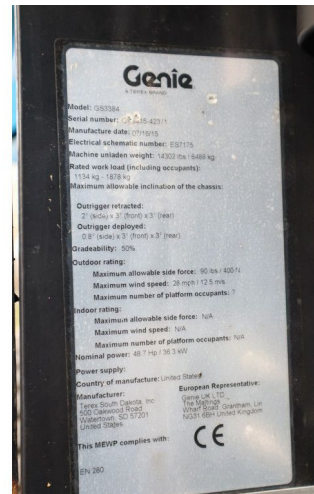 Genie
A TEREX BRAND
Model: GS3384
Serial number:
Manufacture date: 07/10/15
Electrical schematic number: ES7175
Machine unladen weight: 14302 lbs / 6488 kg
Rated work load (including occupants):
1134 kg - 1878 kg
Maximum allowable inclination of the chassis:
Outrigger retracted:
2° (side) x 3° (front) x 3° (rear)
Outrigger deployed:
0.8° (side) x 3° (front) x 3° (rear)
Gradeability: 50%
Outdoor rating:
Maximum allowable side force: 90 lbs / 400 N
Maximum wind speed: 28 mph / 12.5 m/s
Maximum number of platform occupants: 7
Indoor rating:
Maximum allowable side force: N/A
Maximum wind speed: N/A
Maximum number of platform occupants: N/A
Nominal power: 48.7 Hp / 36.3 kW
Power supply:
Country of manufacture: United States
Manufacturer:
Terex South Dakota, Inc
500 Oakwood Road
Watertown, SD 57201
United States
European Representative:
Genie UK LTD
The Maltings
Wharf Road, Grantham, Lin
NG31 6BH United Kingdom
This MEWP complies with:
CE
EN 280